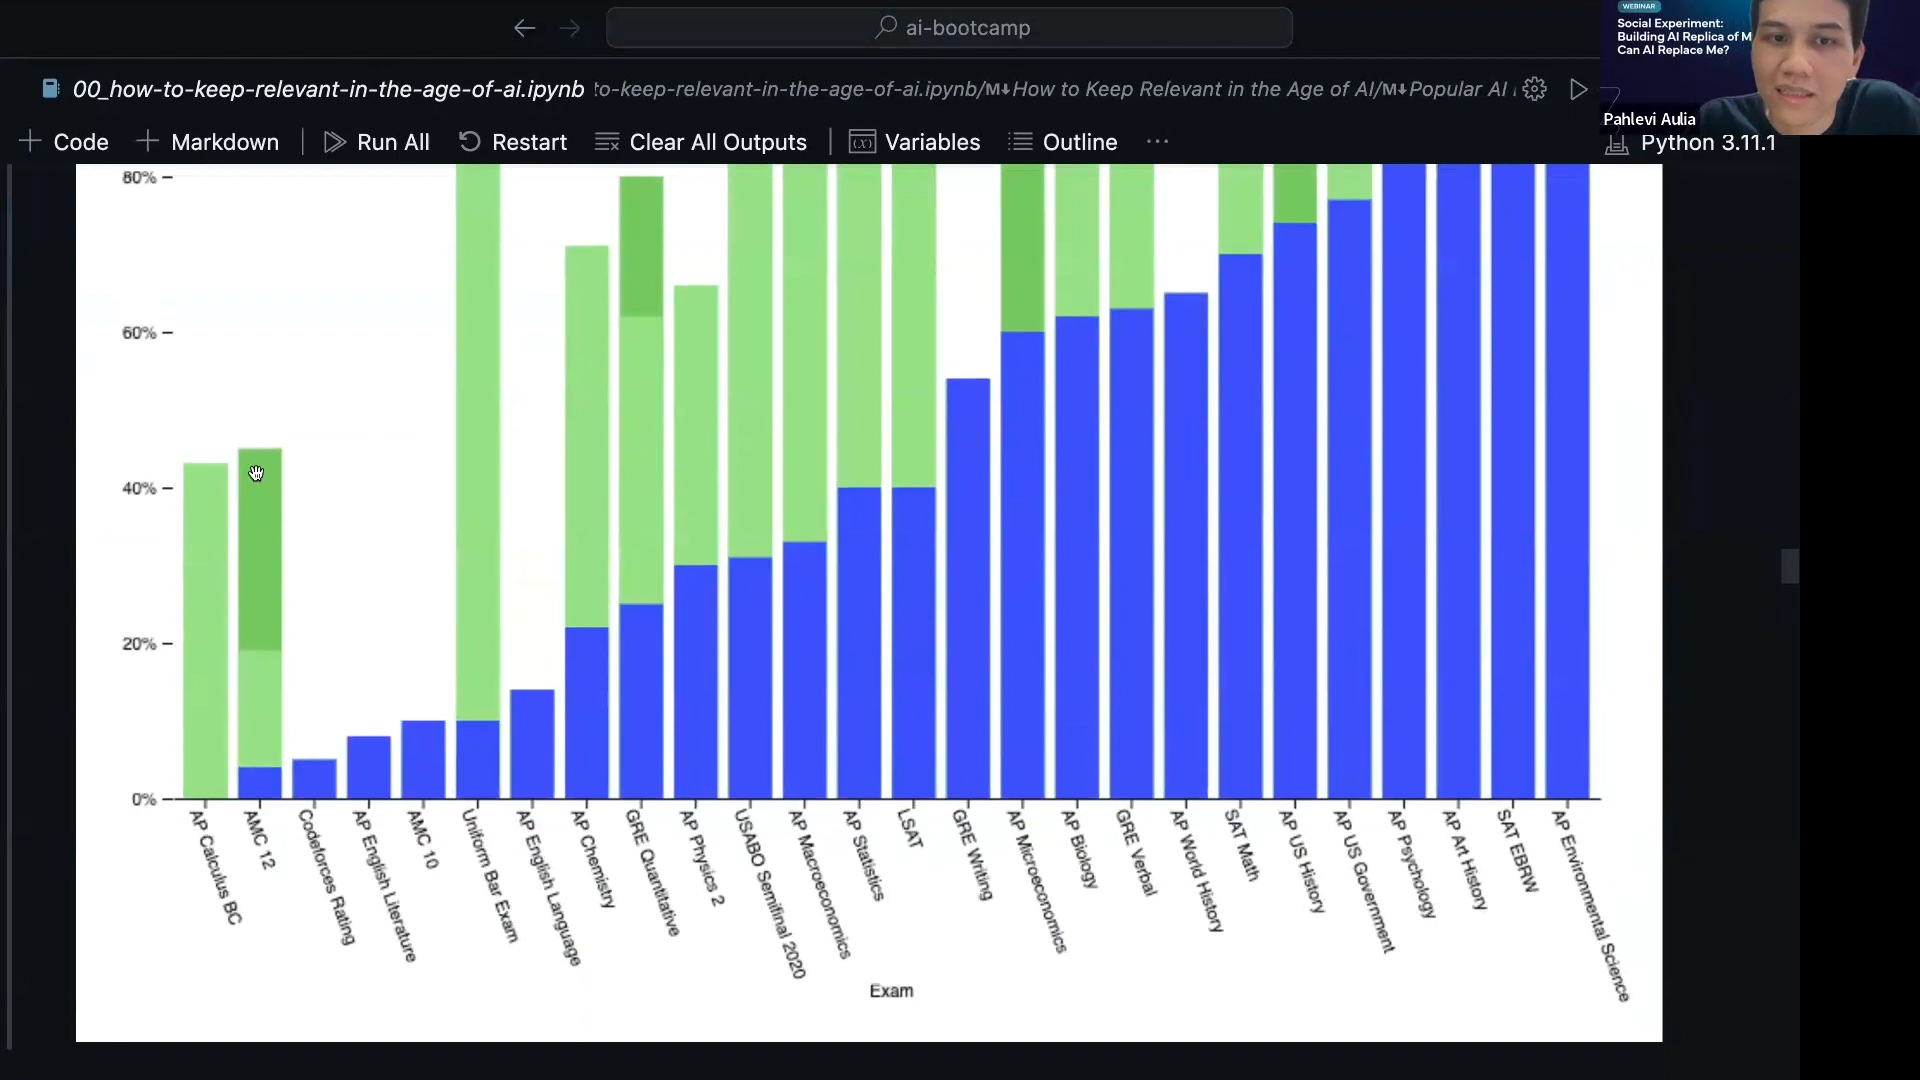 ai-bootcamp
WEBINAR
Social Experiment:
Building AI Replica of M
Can AI Replace Me?
Pahlevi Aulia
00_how-to-keep-relevant-in-the-age-of-ai.ipynb
to-keep-relevant-in-the-age-of-ai.ipynb/M↓How to Keep Relevant in the Age of AI/M↓Popular AI
Code
Markdown
Run All
Restart
Clear All Outputs
Variables
Outline
...
Python 3.11.1
80%
60%
40%
20%
0%
AP Calculus BC
AMC 12
Codeforces Rating
AP English Literature
AMC 10
Uniform Bar Exam
AP English Language
AP Chemistry
GRE Quantitative
AP Physics 2
USABO Semifinal 2020
AP Macroeconomics
AP Statistics
LSAT
GRE Writing
AP Microeconomics
AP Biology
GRE Verbal
AP World History
SAT Math
AP US History
AP US Government
AP Psychology
AP Art History
SAT EBRW
AP Environmental Science
Exam